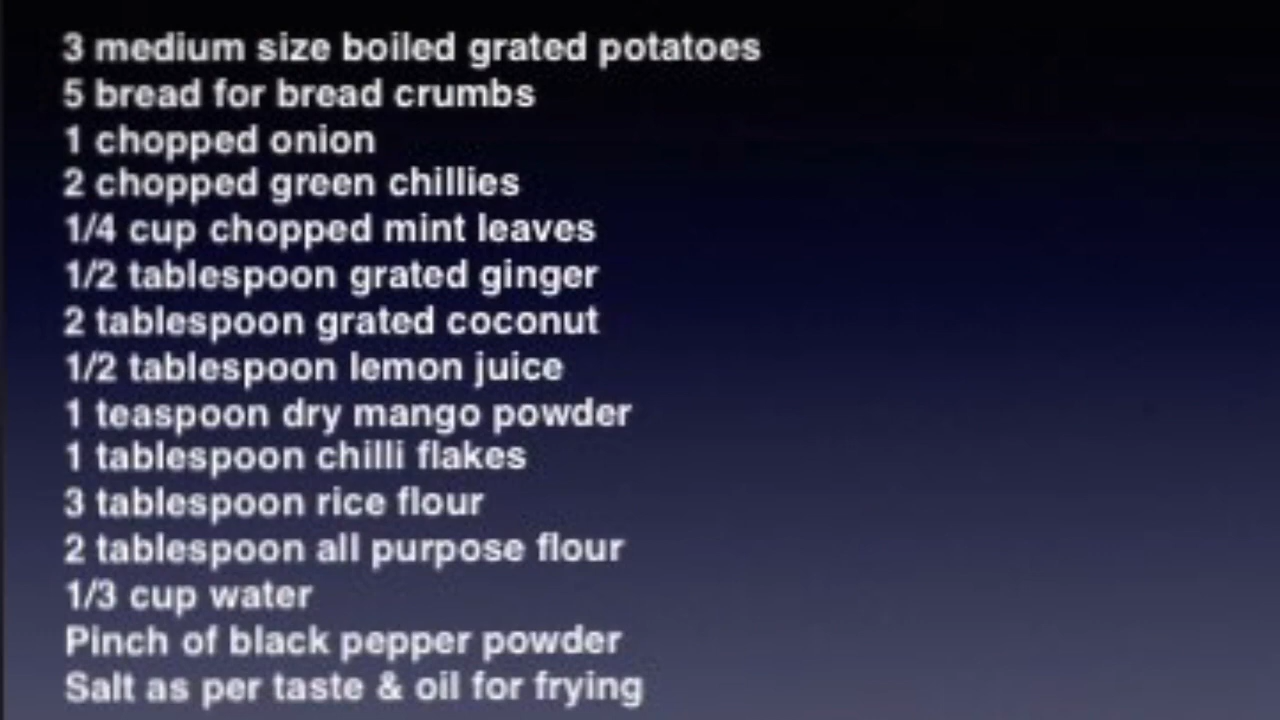 3 medium size boiled grated potatoes
5 bread for bread crumbs
1 chopped onion
2 chopped green chillies
1/4 cup chopped mint leaves
1/2 tablespoon grated ginger
2 tablespoon grated coconut
1/2 tablespoon lemon juice
1 teaspoon dry mango powder
1 tablespoon chilli flakes
3 tablespoon rice flour
2 tablespoon all purpose flour
1/3 cup water
Pinch of black pepper powder
Salt as per taste & oil for frying